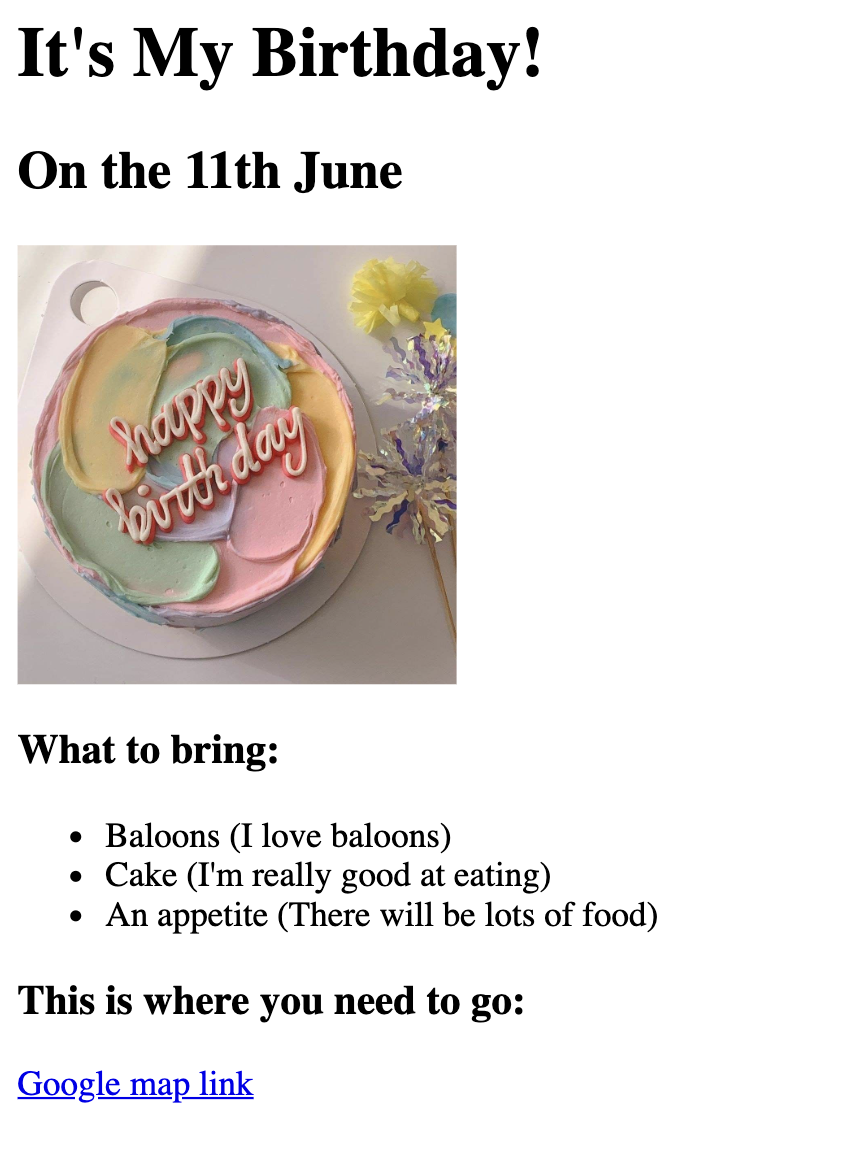 It's My Birthday!
On the 11th June
happy
birthday
What to bring:
Baloons (I love baloons)
Cake (I'm really good at eating)
An appetite (There will be lots of food)
This is where you need to go:
Google map link